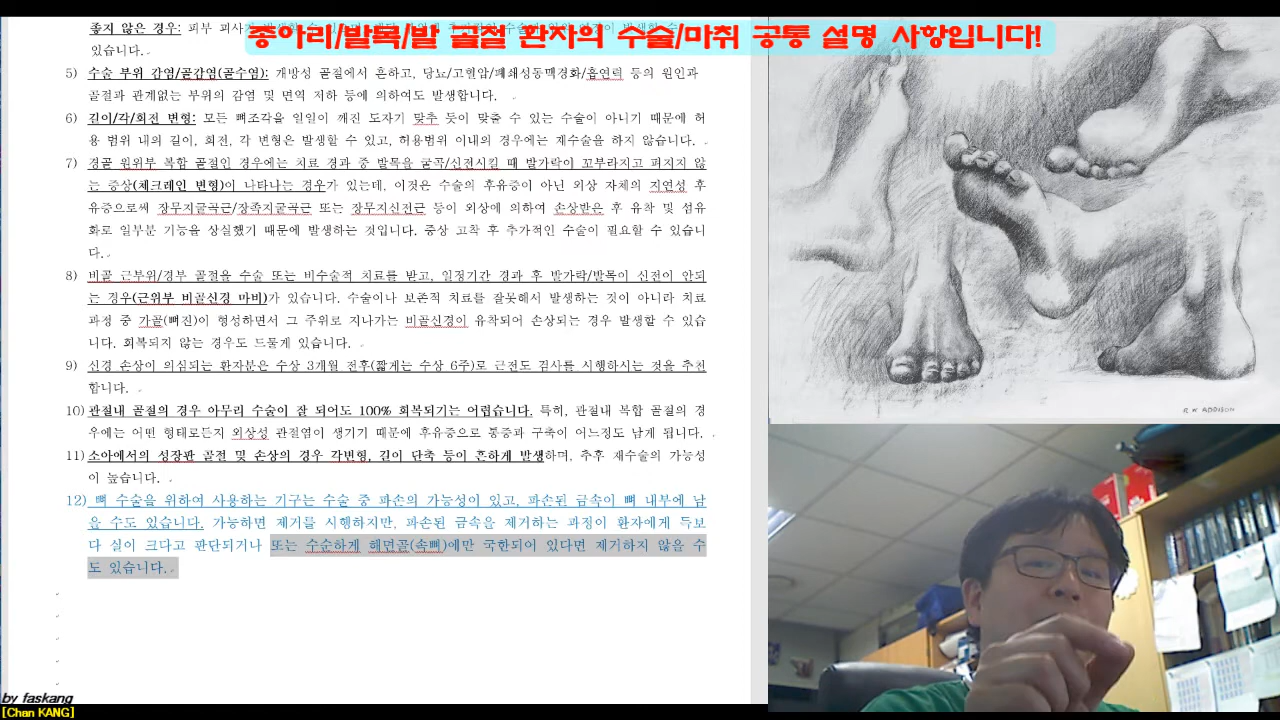 종아리/발목/발 골절 환자의 수술/마취 공통 설명 사항입니다!
좋지 않은 경우: 피부 괴사가
있습니다.
5) 수술 부위 감염/골감염(골수염): 개방성 골절에서 흔하고, 당뇨/고혈압/폐쇄성동맥경화/흡연력 등의 원인과
골절과 관계없는 부위의 감염 및 면역 저하 등에 의하여도 발생합니다.
6) 길이/각/회전 변형: 모든 뼈조각을 일일이 깨진 도자기 맞추 듯이 맞출 수 있는 수술이 아니기 때문에 허
용 범위 내의 길이, 회전, 각 변형은 발생할 수 있고, 허용범위 이내의 경우에는 재수술을 하지 않습니다.
7) 경골 원위부 복합 골절인 경우에는 치료 경과 중 발목을 굴곡/신전시킬 때 발가락이 꼬부라지고 펴지지 않
는 증상(체크레인 변형)이 나타나는 경우가 있는데, 이것은 수술의 후유증이 아닌 외상 자체의 지연성 후
유증으로써 장무지굴곡근/장족지굴곡근 또는 장무지신전근 등이 외상에 의하여 손상받은 후 유착 및 섬유
화로 일부분 기능을 상실했기 때문에 발생하는 것입니다. 증상 고착 후 추가적인 수술이 필요할 수 있습니
다.
8) 비골 근부위/경부 골절을 수술 또는 비수술적 치료를 받고, 일정기간 경과 후 발가락/발목이 신전이 안되
는 경우(근위부 비골신경 마비)가 있습니다. 수술이나 보존적 치료를 잘못해서 발생하는 것이 아니라 치료
과정 중 가골(뼈진)이 형성하면서 그 주위로 지나가는 비골신경이 유착되어 손상되는 경우 발생할 수 있습
니다. 회복되지 않는 경우도 드물게 있습니다.
9) 신경 손상이 의심되는 환자분은 수상 3개월 전후(짧게는 수상 6주)로 근전도 검사를 시행하시는 것을 추천
합니다.
10) 관절내 골절의 경우 아무리 수술이 잘 되어도 100% 회복되기는 어렵습니다. 특히, 관절내 복합 골절의 경
우에는 어떤 형태로든지 외상성 관절염이 생기기 때문에 후유증으로 통증과 구축이 어느정도 남게 됩니다.
11) 소아에서의 성장판 골절 및 손상의 경우 각변형, 길이 단축 등이 흔하게 발생하며, 추후 재수술의 가능성
이 높습니다.
12) 뼈 수술을 위하여 사용하는 기구는 수술 중 파손의 가능성이 있고, 파손된 금속이 뼈 내부에 남
을 수도 있습니다. 가능하면 제거를 시행하지만, 파손된 금속을 제거하는 과정이 환자에게 득보
다 실이 크다고 판단되거나 또는 수순하게 해면골(속뼈)에만 국한되어 있다면 제거하지 않을 수
도 있습니다.
R W ADDISON
by faskang
[Chan KANG]